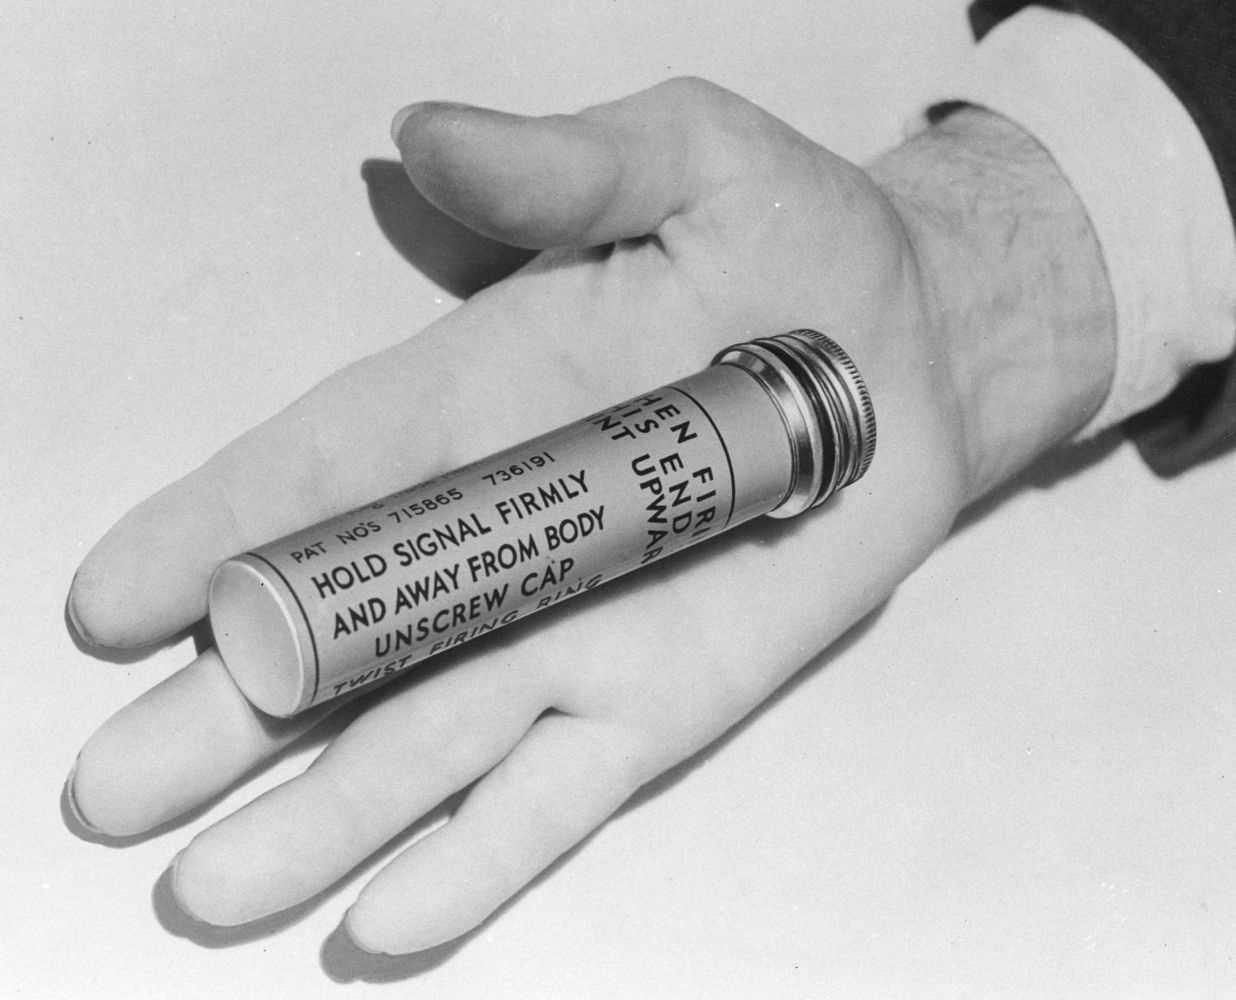 PAT NO'S 715865 736191
HOLD SIGNAL FIRMLY
AND AWAY FROM BODY
UNSCREW CAP
TWIST FIRING RING
HEN FIRI
IS END
NT UPWAR